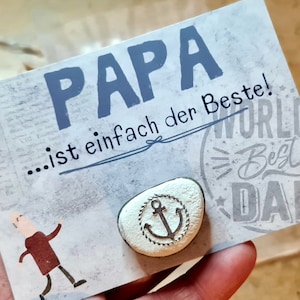 PAPA
...ist einfach der Beste!
WORLD
Best
DA